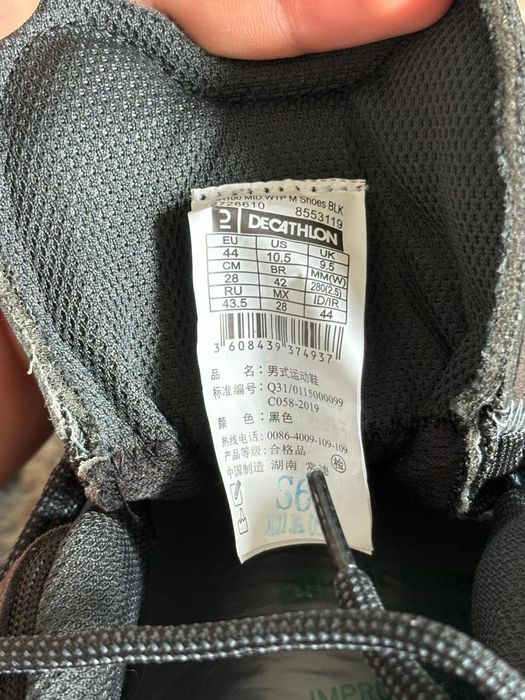 MID WTP M Shoes BLK
8553119
DECATHLON
EU US UK
44 10.5 9.5
CM BR MM(W)
28 42 280(2.5)
RU MX ID/IR
43.5 28 44
3 608439 374937
品 名：男式运动鞋
标准编号：Q31/0115000099
C058-2019
颜 色：黑色
热线电话：0086-4009-109-109
产品等级：合格品
中国制造 湖南 检